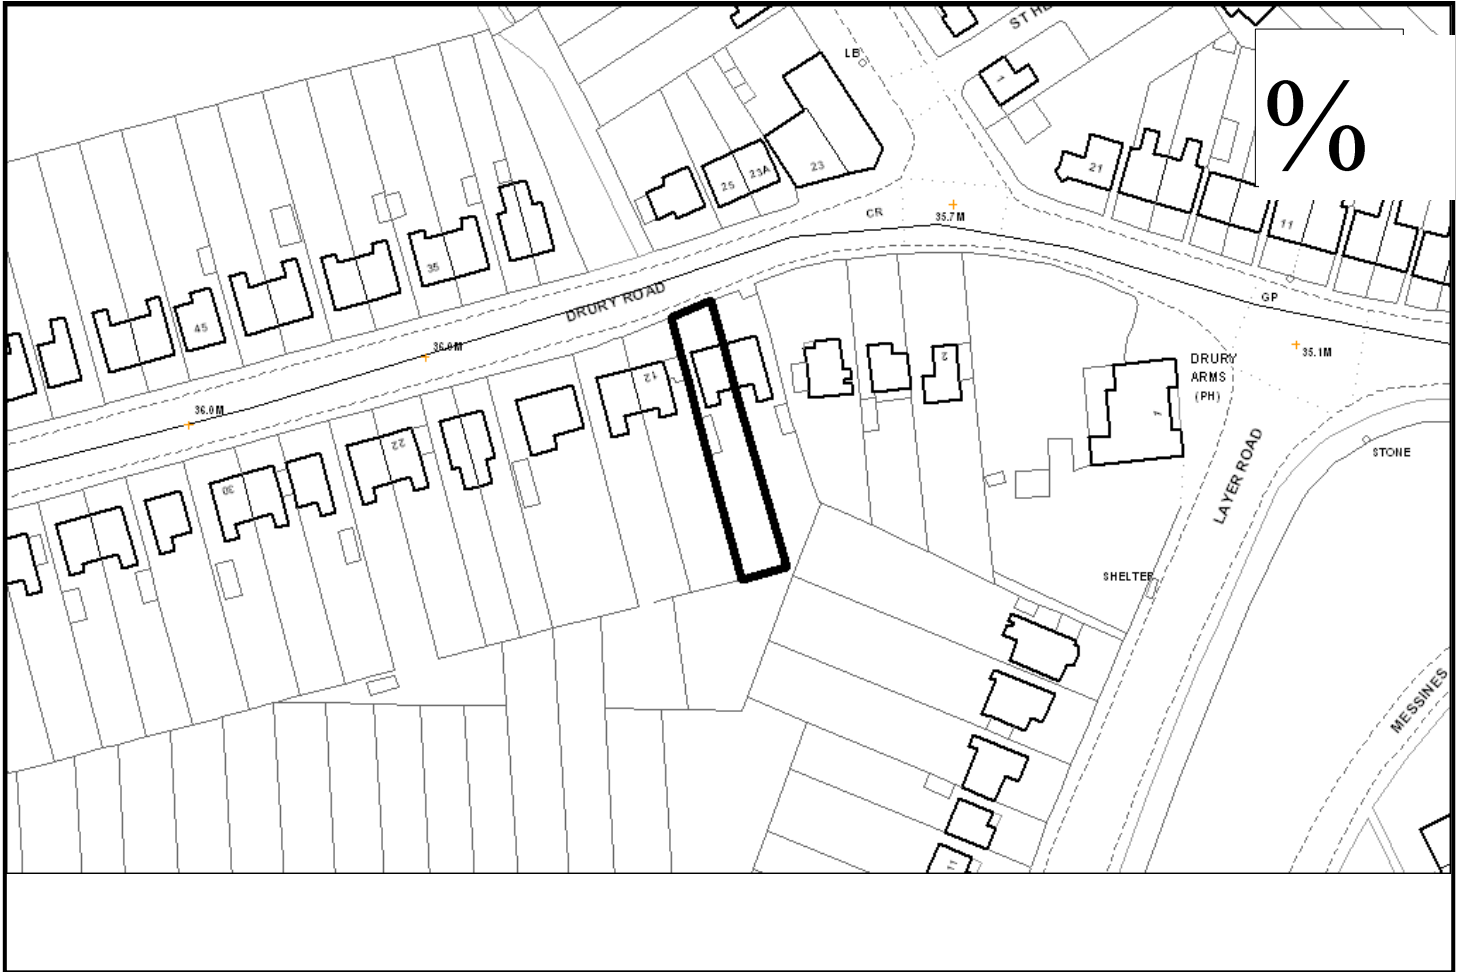 ST HE
LB
1
%
21
25
23A
23
CR
35.7M
11
35
45
DRURY ROAD
GP
36.0M
35.1M
DRURY
ARMS
(PH)
12
2
1
36.0M
22
30
LAYER ROAD
STONE
SHELTER
MESSINES
11